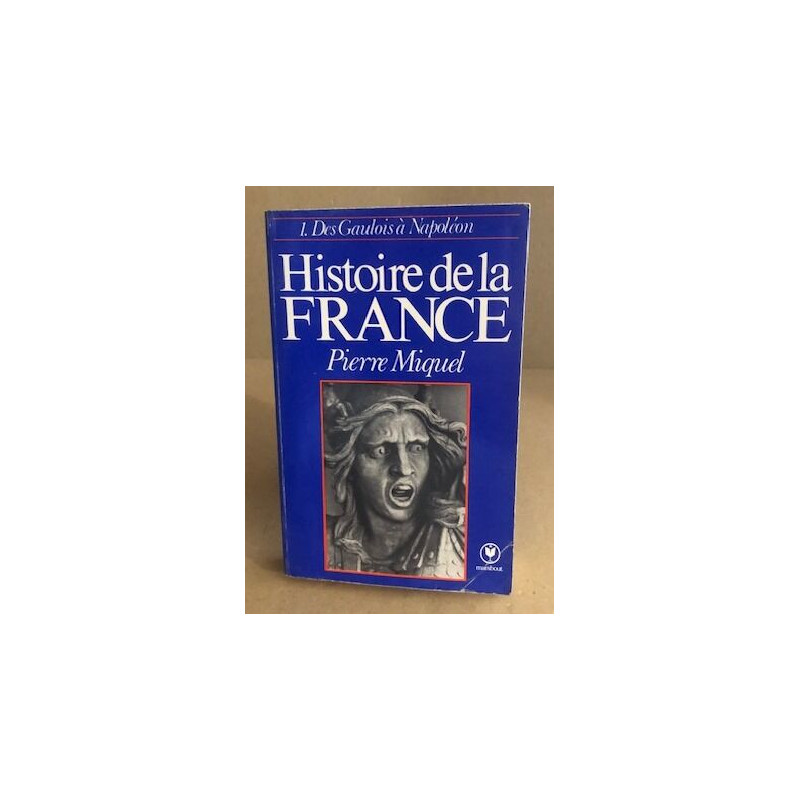 1. Des Gaulois à Napoléon
Histoire de la
FRANCE
Pierre Miquel
marabout